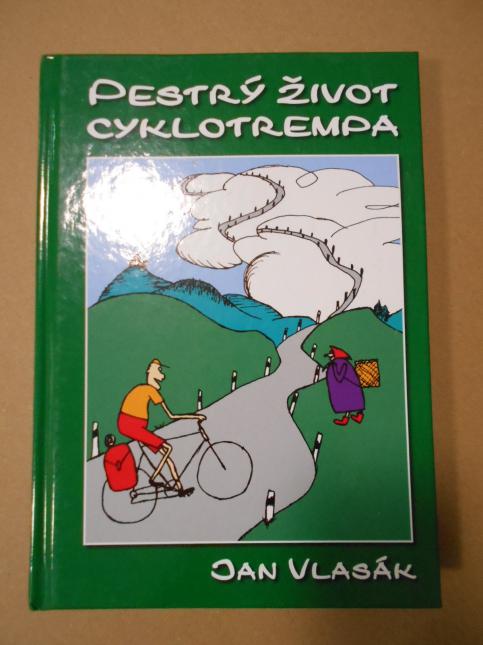 PESTRÝ ŽIVOT
CYKLOTREMPA
JAN VLASÁK